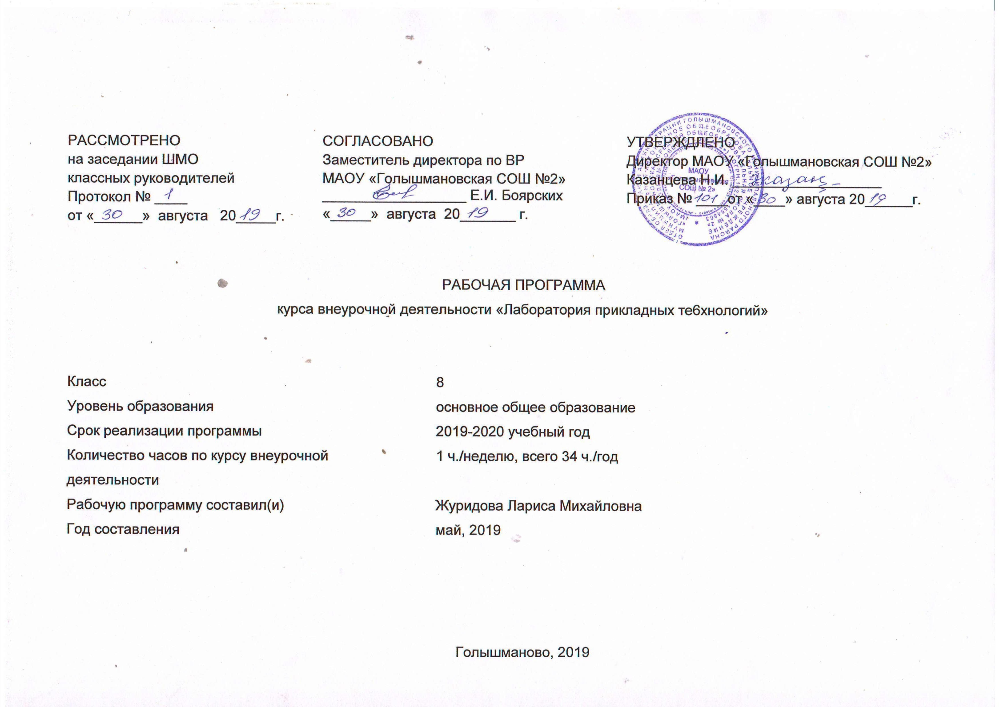 РАССМОТРЕНО
на заседании ШМО
классных руководителей
Протокол № 1
от «30» августа 2019г.
СОГЛАСОВАНО
Заместитель директора по ВР
МАОУ «Голышмановская СОШ №2»
Е.И. Боярских
«30» августа 2019 г.
УТВЕРЖДЛЕНО
Директор МАОУ «Голышмановская СОШ №2»
Казанцева Н.И.
Приказ № 101 от «30» августа 2019г.
МАОУ
СОШ № 2»
РАБОЧАЯ ПРОГРАММА
курса внеурочной деятельности «Лаборатория прикладных те6хнологий»
Класс 8
Уровень образования основное общее образование
Срок реализации программы 2019-2020 учебный год
Количество часов по курсу внеурочной 1 ч./неделю, всего 34 ч./год
деятельности
Рабочую программу составил(и) Журидова Лариса Михайловна
Год составления май, 2019
Голышманово, 2019